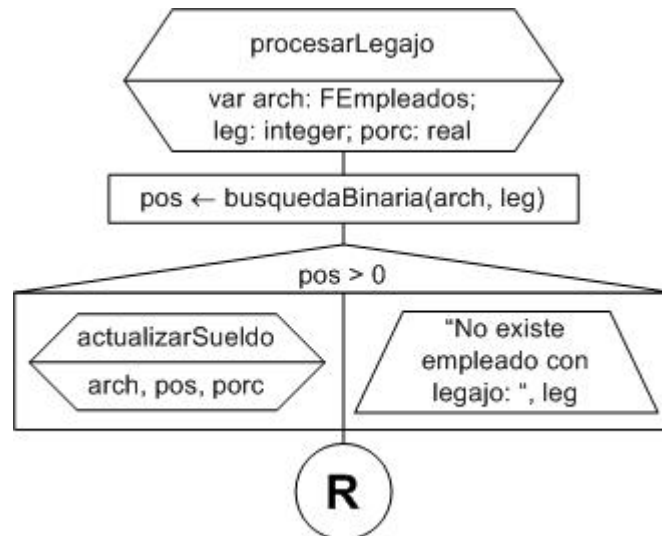 procesarLegajo
var arch: FEmpleados;
leg: integer; porc: real
pos ← busquedaBinaria(arch, leg)
pos > 0
actualizarSueldo
arch, pos, porc
“No existe
empleado con
legajo: “, leg
R